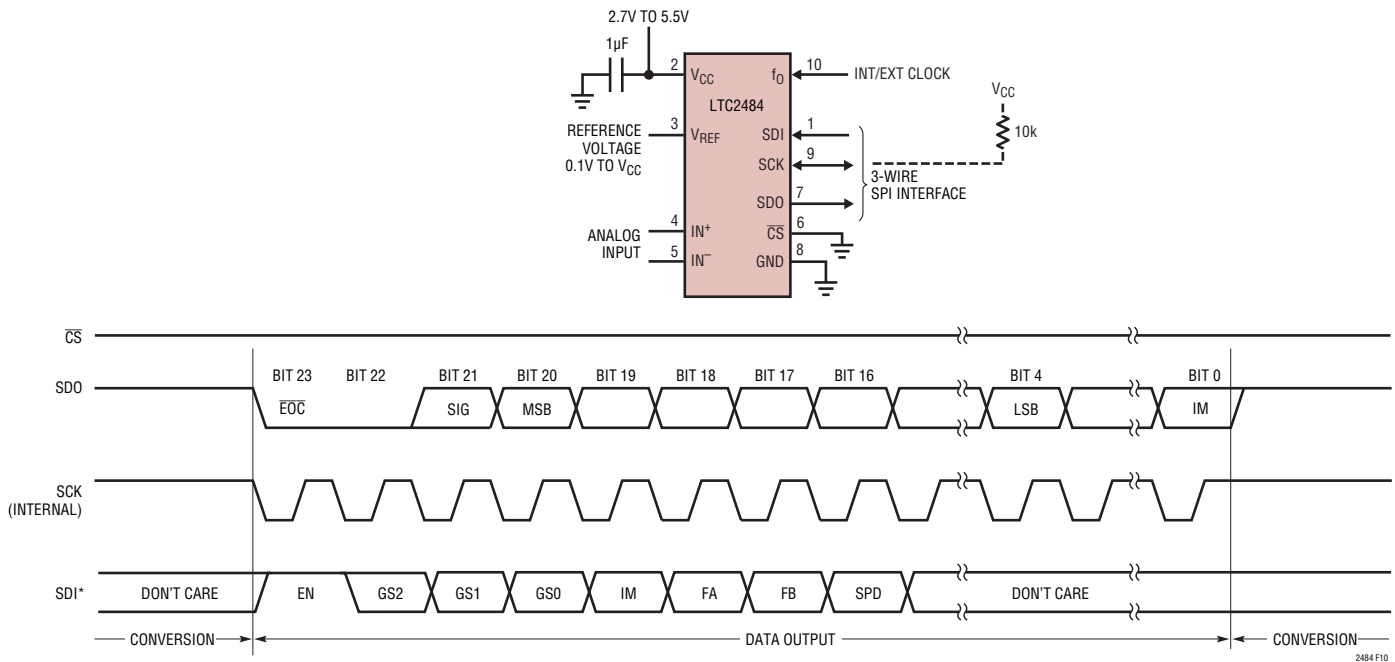 2.7V TO 5.5V
1µF
2 VCC
fO 10 INT/EXT CLOCK
LTC2484
VCC
10k
REFERENCE
VOLTAGE
0.1V TO VCC
3 VREF
SDI 1
SCK 9
SDO 7
3-WIRE
SPI INTERFACE
ANALOG
INPUT
4 IN+
5 IN–
CS 6
GND 8
CS
SDO
BIT 23 BIT 22 BIT 21 BIT 20 BIT 19 BIT 18 BIT 17 BIT 16 BIT 4 BIT 0
EOC SIG MSB LSB IM
SCK
(INTERNAL)
SDI* DON'T CARE EN GS2 GS1 GS0 IM FA FB SPD DON'T CARE
CONVERSION DATA OUTPUT CONVERSION
2484 F10